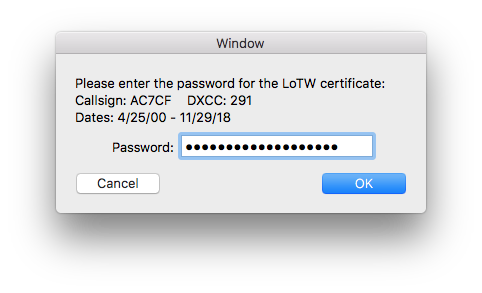 Window
Please enter the password for the LoTW certificate:
Callsign: AC7CF    DXCC: 291
Dates: 4/25/00 - 11/29/18
Password: ●●●●●●●●●●●●●●●●●●●
Cancel    OK